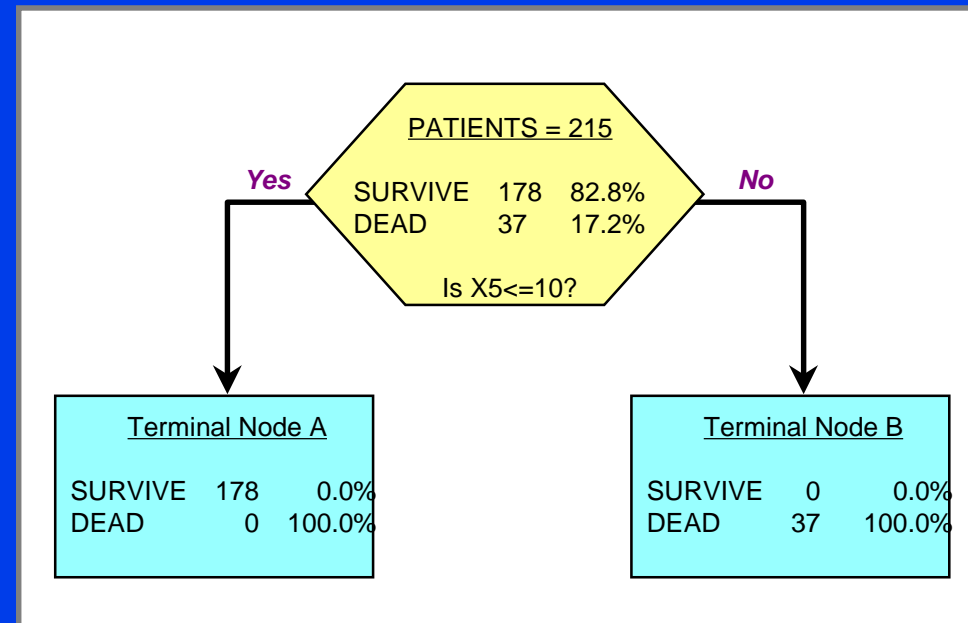 PATIENTS = 215
Yes
No
SURVIVE 178 82.8%
DEAD 37 17.2%
Is X5<=10?
Terminal Node A
SURVIVE 178 0.0%
DEAD 0 100.0%
Terminal Node B
SURVIVE 0 0.0%
DEAD 37 100.0%